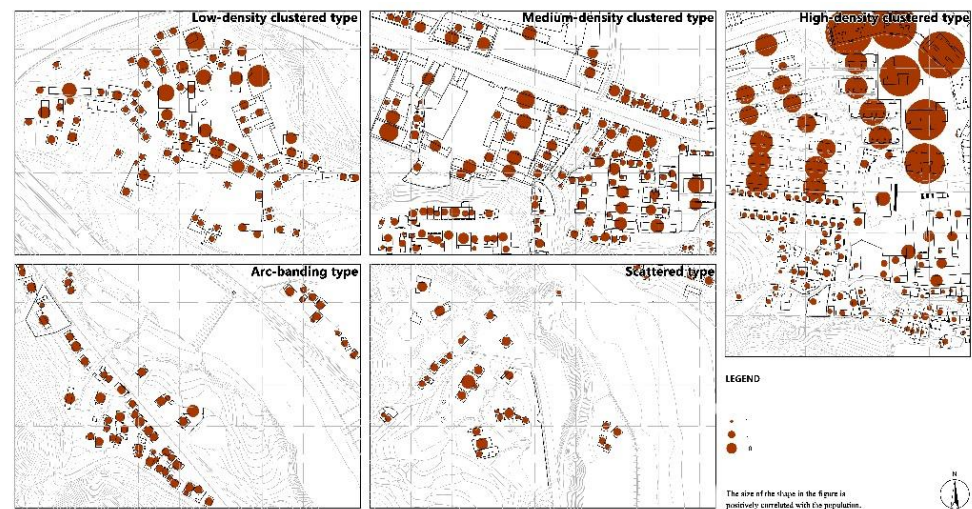 Low-density clustered type
Medium-density clustered type
High-density clustered type
Arc-banding type
Scattered type
LEGEND
The size of the shape in the figure is
positively correlated with the population.
N